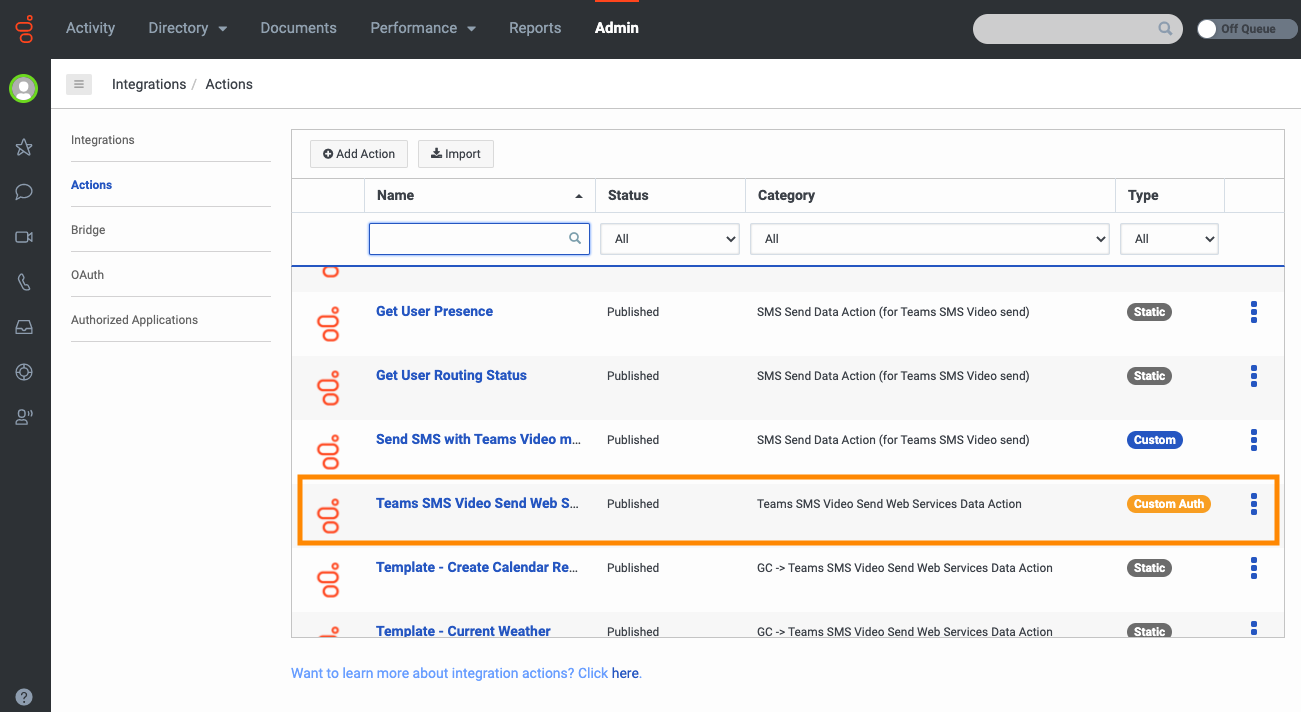 Activity Directory Documents Performance Reports Admin Off Queue
Integrations / Actions
Integrations
Actions
Bridge
OAuth
Authorized Applications
Add Action Import
Name Status Category Type
All All All
Get User Presence Published SMS Send Data Action (for Teams SMS Video send) Static
Get User Routing Status Published SMS Send Data Action (for Teams SMS Video send) Static
Send SMS with Teams Video m... Published SMS Send Data Action (for Teams SMS Video send) Custom
Teams SMS Video Send Web S... Published Teams SMS Video Send Web Services Data Action Custom Auth
Template - Create Calendar Re... Published GC -> Teams SMS Video Send Web Services Data Action Static
Template - Current Weather Published GC -> Teams SMS Video Send Web Services Data Action Static
Want to learn more about integration actions? Click here.